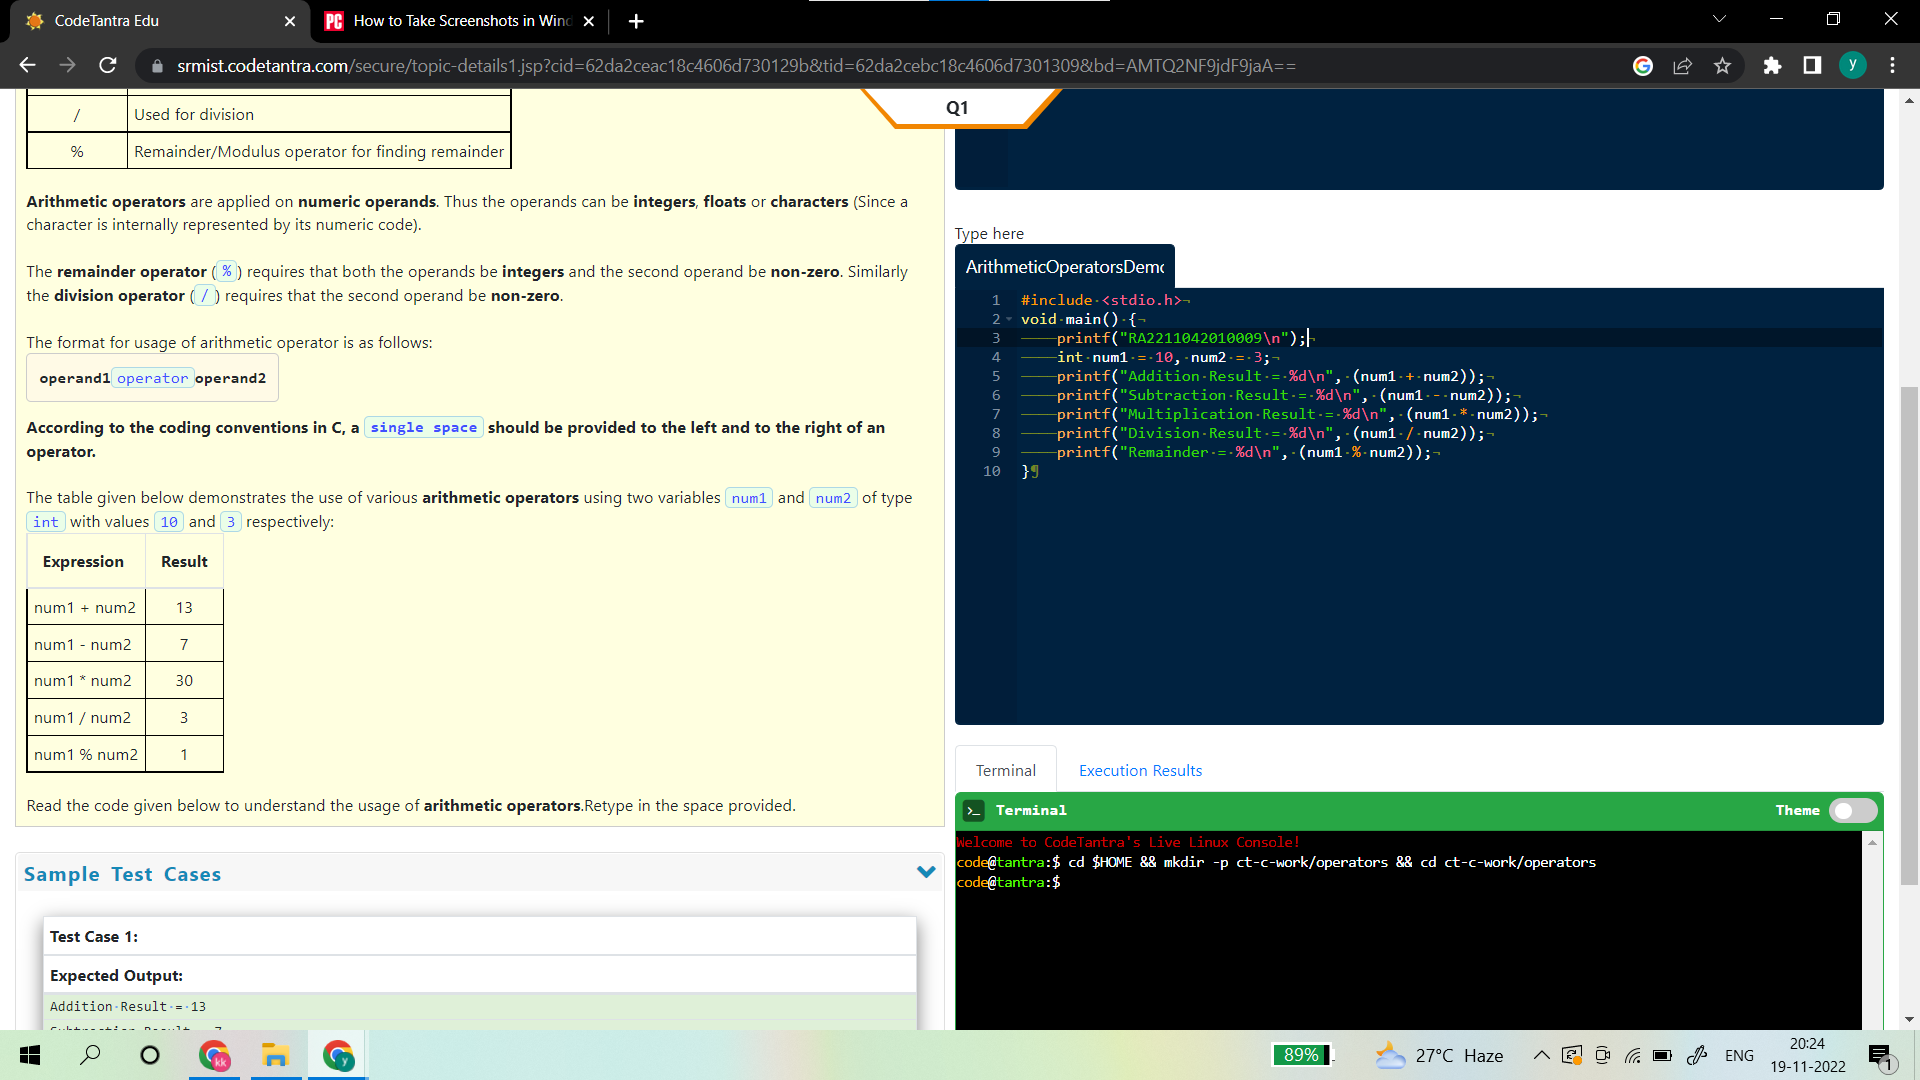 CodeTantra Edu
How to Take Screenshots in Wind
srmist.codetantra.com/secure/topic-details1.jsp?cid=62da2ceac18c4606d730129b&tid=62da2cebc18c4606d7301309&bd=AMTQ2NF9jdF9jaA==
y
Q1
/ Used for division
% Remainder/Modulus operator for finding remainder
Arithmetic operators are applied on numeric operands. Thus the operands can be integers, floats or characters (Since a
character is internally represented by its numeric code).
The remainder operator (%) requires that both the operands be integers and the second operand be non-zero. Similarly
the division operator (/) requires that the second operand be non-zero.
The format for usage of arithmetic operator is as follows:
operand1 operator operand2
According to the coding conventions in C, a single space should be provided to the left and to the right of an
operator.
The table given below demonstrates the use of various arithmetic operators using two variables num1 and num2 of type
int with values 10 and 3 respectively:
Expression Result
num1 + num2 13
num1 - num2 7
num1 * num2 30
num1 / num2 3
num1 % num2 1
Read the code given below to understand the usage of arithmetic operators.Retype in the space provided.
Sample Test Cases
Test Case 1:
Expected Output:
Addition·Result·=·13
Type here
ArithmeticOperatorsDemo
1 #include <stdio.h>
2 void main() {
3 printf("RA2211042010009\n");
4 int num1 = 10, num2 = 3;
5 printf("Addition Result = %d\n", (num1 + num2));
6 printf("Subtraction Result = %d\n", (num1 - num2));
7 printf("Multiplication Result = %d\n", (num1 * num2));
8 printf("Division Result = %d\n", (num1 / num2));
9 printf("Remainder = %d\n", (num1 % num2));
10 }
Terminal Execution Results
Terminal Theme
Welcome to CodeTantra's Live Linux Console!
code@tantra:$ cd $HOME && mkdir -p ct-c-work/operators && cd ct-c-work/operators
code@tantra:$
kk
y
89%
27°C Haze
ENG
20:24
19-11-2022
1